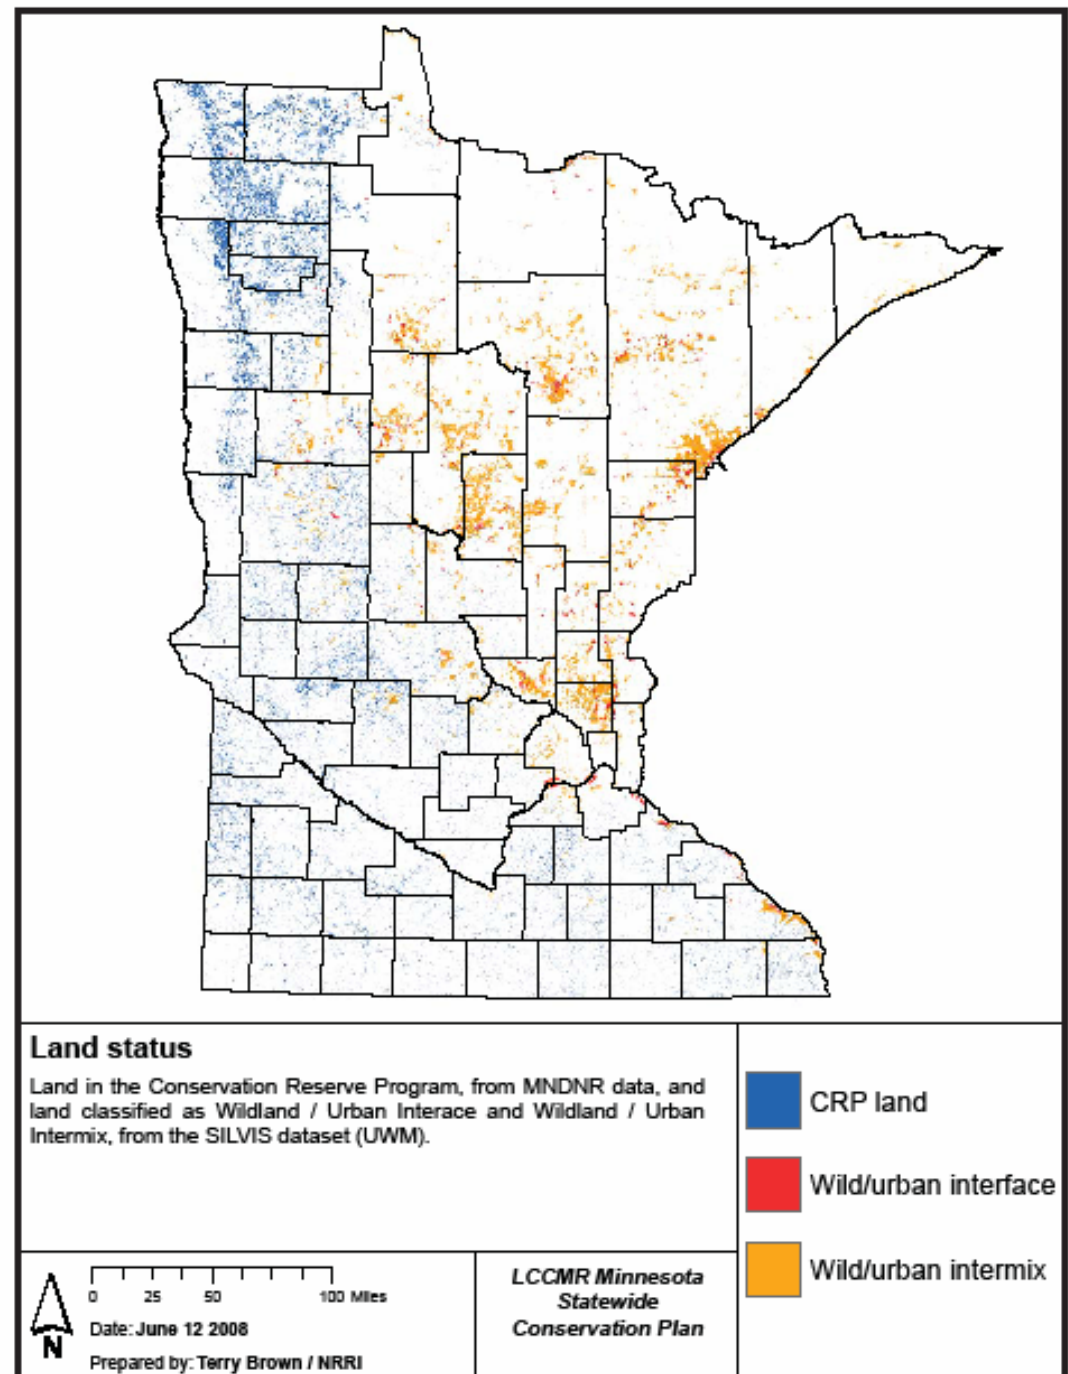 Land status
Land in the Conservation Reserve Program, from MNDNR data, and
land classified as Wildland / Urban Interace and Wildland / Urban
Intermix, from the SILVIS dataset (UWM).
CRP land
Wild/urban interface
Wild/urban intermix
0 25 50 100 Miles
N
Date: June 12 2008
Prepared by: Terry Brown / NRRI
LCCMR Minnesota
Statewide
Conservation Plan